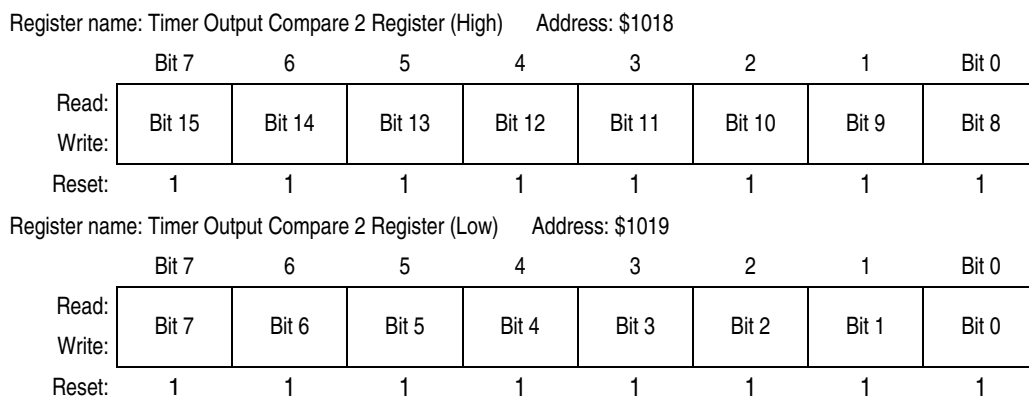 Register name: Timer Output Compare 2 Register (High) Address: $1018
Bit 7 6 5 4 3 2 1 Bit 0
Read:
Bit 15 Bit 14 Bit 13 Bit 12 Bit 11 Bit 10 Bit 9 Bit 8
Write:
Reset: 1 1 1 1 1 1 1 1
Register name: Timer Output Compare 2 Register (Low) Address: $1019
Bit 7 6 5 4 3 2 1 Bit 0
Read:
Bit 7 Bit 6 Bit 5 Bit 4 Bit 3 Bit 2 Bit 1 Bit 0
Write:
Reset: 1 1 1 1 1 1 1 1